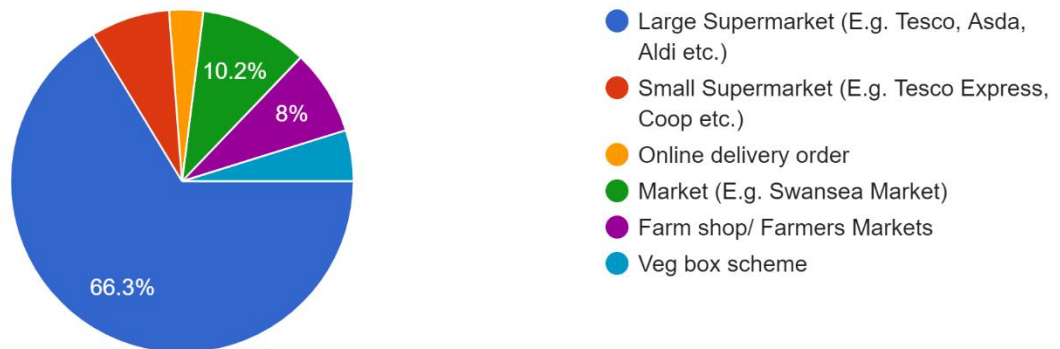 10.2%
8%
66.3%
Large Supermarket (E.g. Tesco, Asda,
Aldi etc.)
Small Supermarket (E.g. Tesco Express,
Coop etc.)
Online delivery order
Market (E.g. Swansea Market)
Farm shop/ Farmers Markets
Veg box scheme